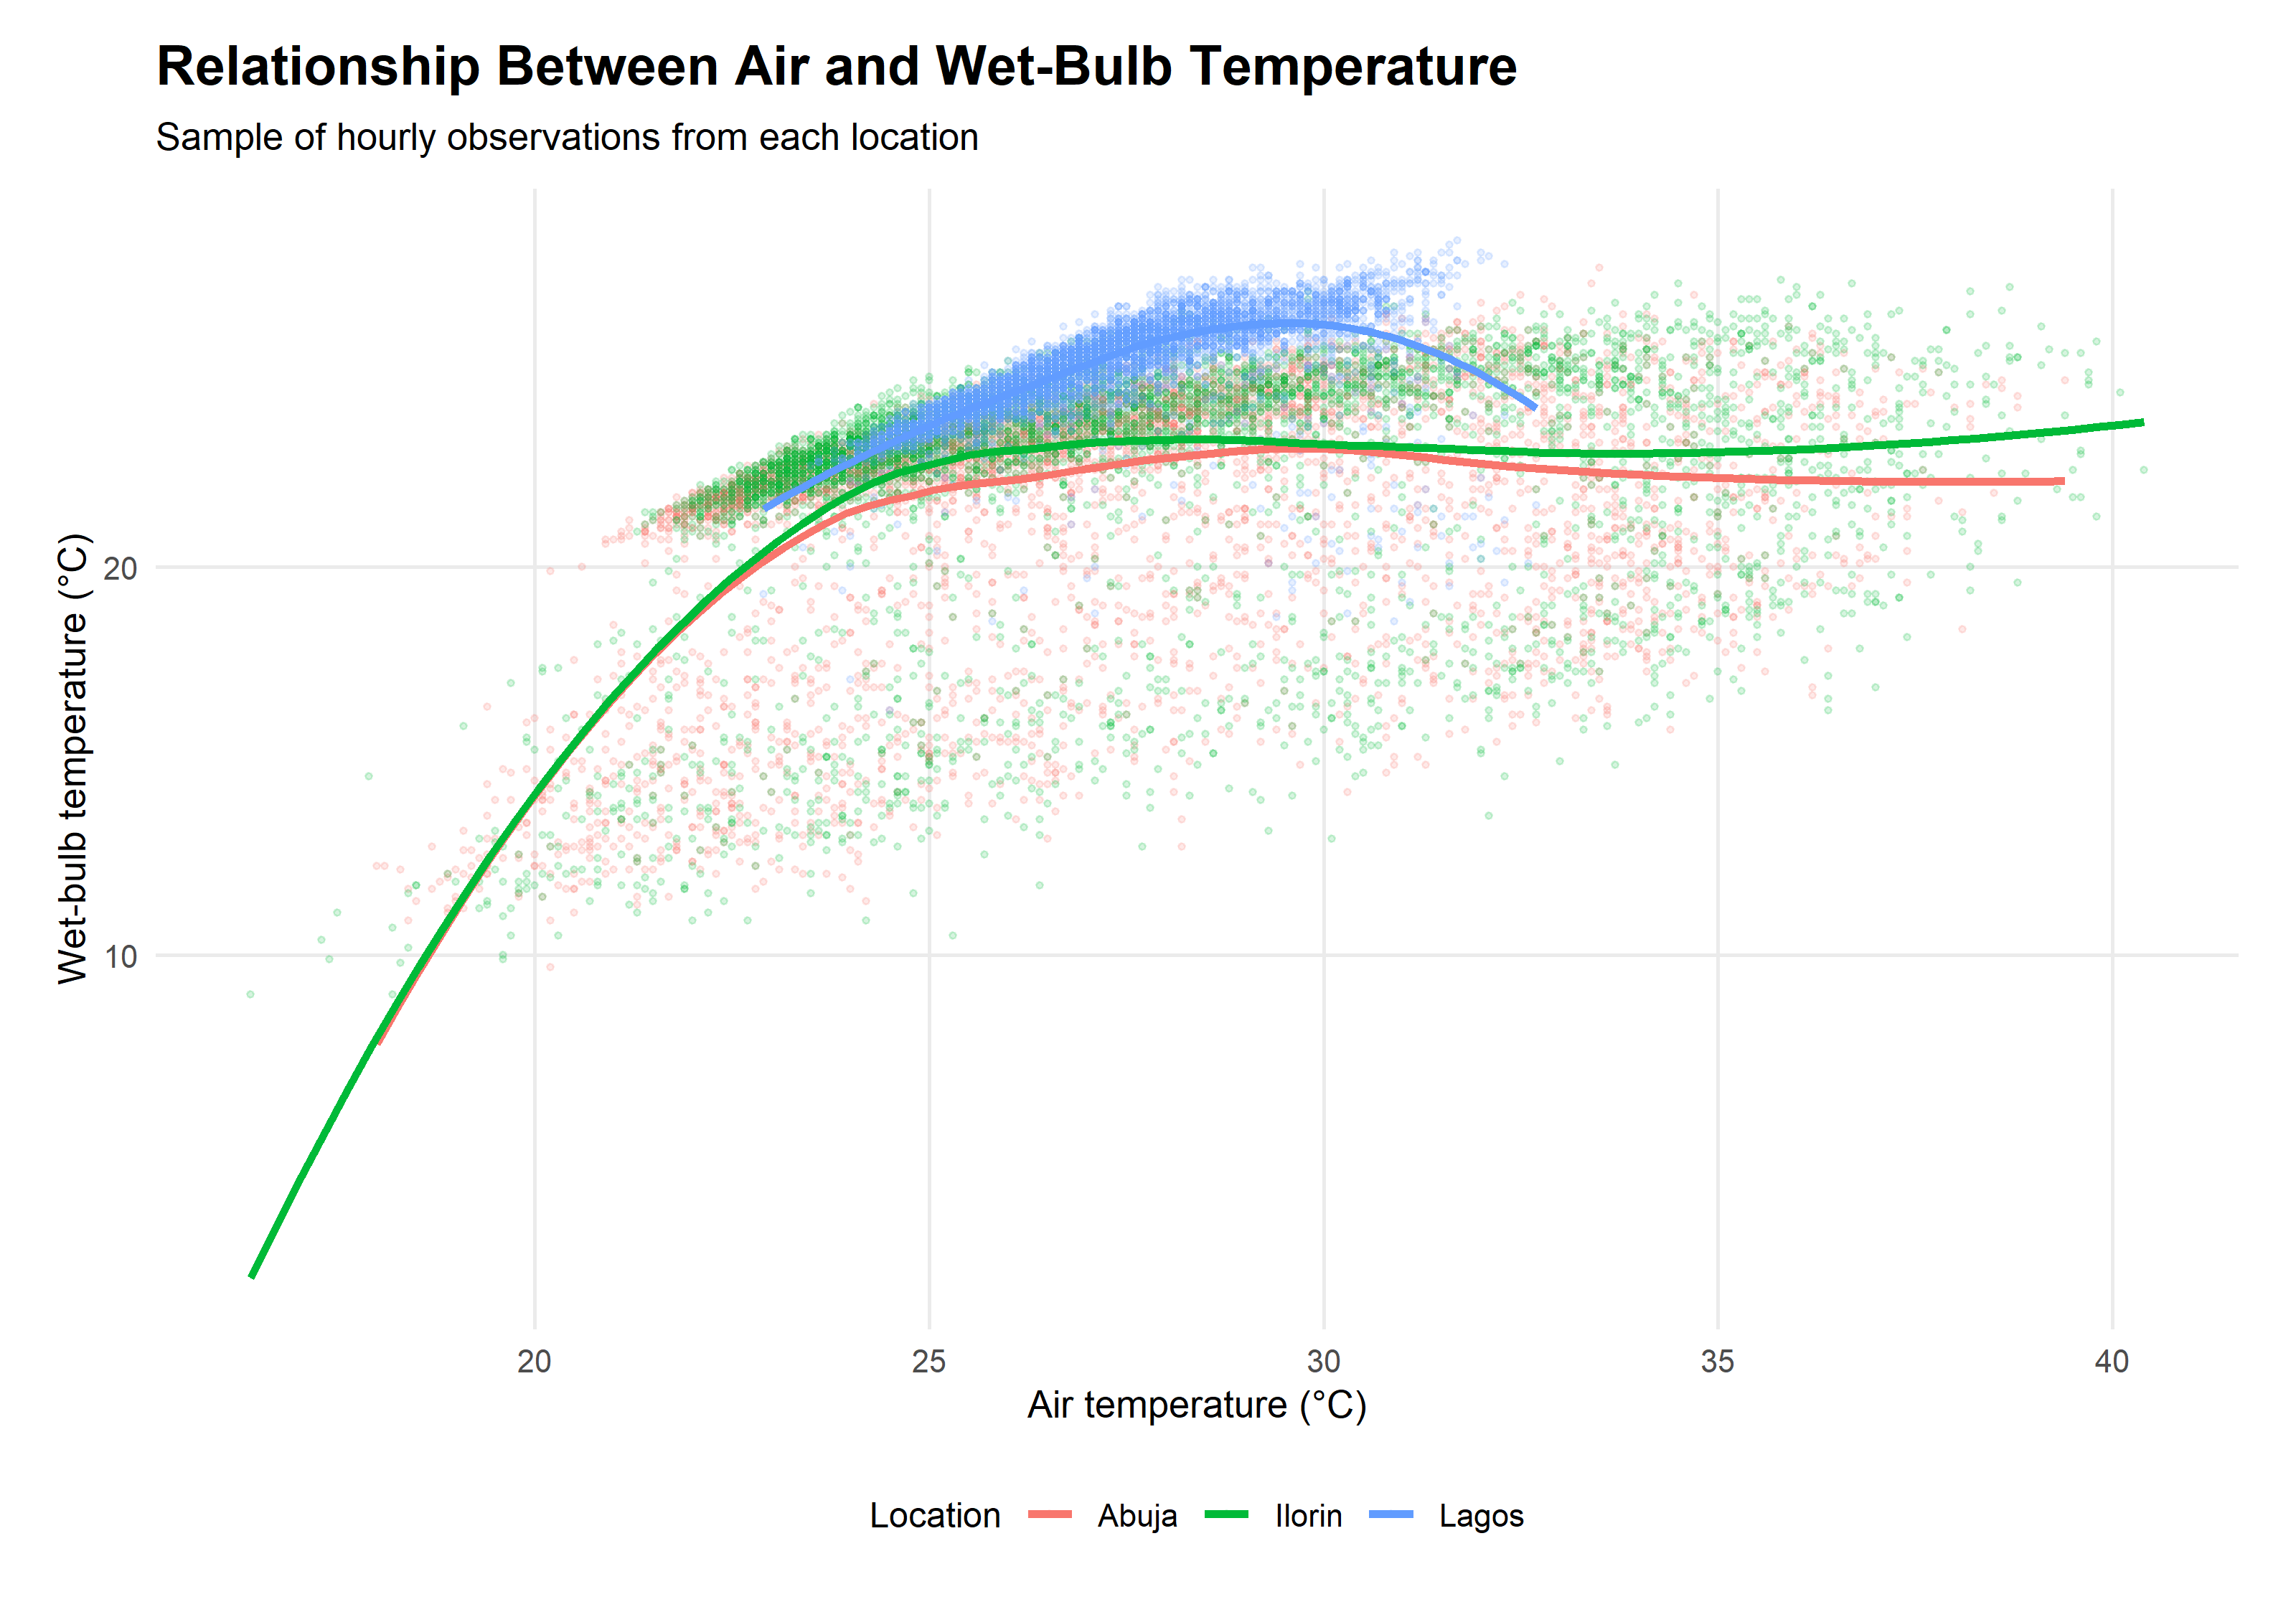 Relationship Between Air and Wet-Bulb Temperature
Sample of hourly observations from each location
Wet-bulb temperature (°C)
20
10
20 25 30 35 40
Air temperature (°C)
Location Abuja Ilorin Lagos